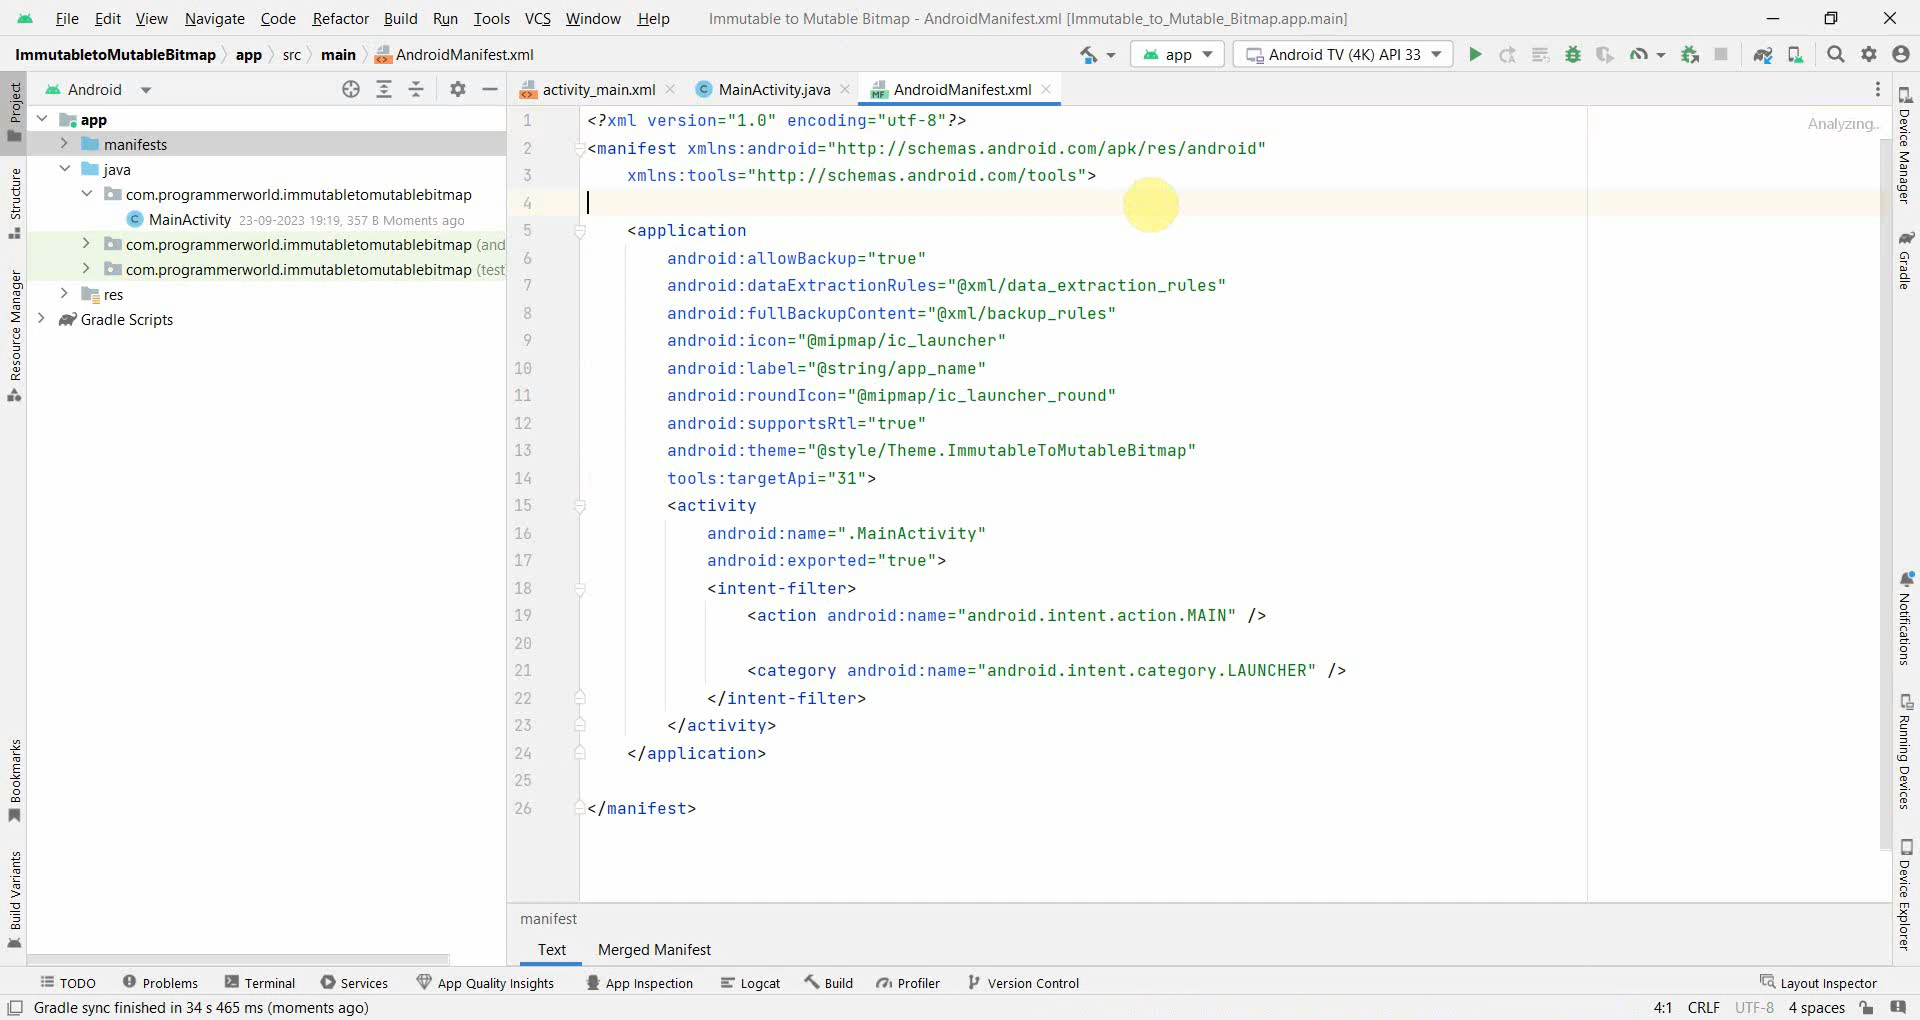 File Edit View Navigate Code Refactor Build Run Tools VCS Window Help Immutable to Mutable Bitmap - AndroidManifest.xml [Immutable_to_Mutable_Bitmap.app.main]
ImmutabletoMutableBitmap app src main AndroidManifest.xml app Android TV (4K) API 33
Project
Structure
Resource Manager
Bookmarks
Build Variants
Android
app
manifests
java
com.programmerworld.immutabletomutablebitmap
MainActivity 23-09-2023 19:19, 357 B Moments ago
com.programmerworld.immutabletomutablebitmap (and
com.programmerworld.immutabletomutablebitmap (test
res
Gradle Scripts
activity_main.xml MainActivity.java AndroidManifest.xml
Analyzing..
1 <?xml version="1.0" encoding="utf-8"?>
2 <manifest xmlns:android="http://schemas.android.com/apk/res/android"
3 xmlns:tools="http://schemas.android.com/tools">
4
5 <application
6 android:allowBackup="true"
7 android:dataExtractionRules="@xml/data_extraction_rules"
8 android:fullBackupContent="@xml/backup_rules"
9 android:icon="@mipmap/ic_launcher"
10 android:label="@string/app_name"
11 android:roundIcon="@mipmap/ic_launcher_round"
12 android:supportsRtl="true"
13 android:theme="@style/Theme.ImmutableToMutableBitmap"
14 tools:targetApi="31">
15 <activity
16 android:name=".MainActivity"
17 android:exported="true">
18 <intent-filter>
19 <action android:name="android.intent.action.MAIN" />
20
21 <category android:name="android.intent.category.LAUNCHER" />
22 </intent-filter>
23 </activity>
24 </application>
25
26 </manifest>
manifest
Text Merged Manifest
Device Manager
Gradle
Notifications
Running Devices
Device Explorer
TODO Problems Terminal Services App Quality Insights App Inspection Logcat Build Profiler Version Control Layout Inspector
Gradle sync finished in 34 s 465 ms (moments ago) 4:1 CRLF UTF-8 4 spaces